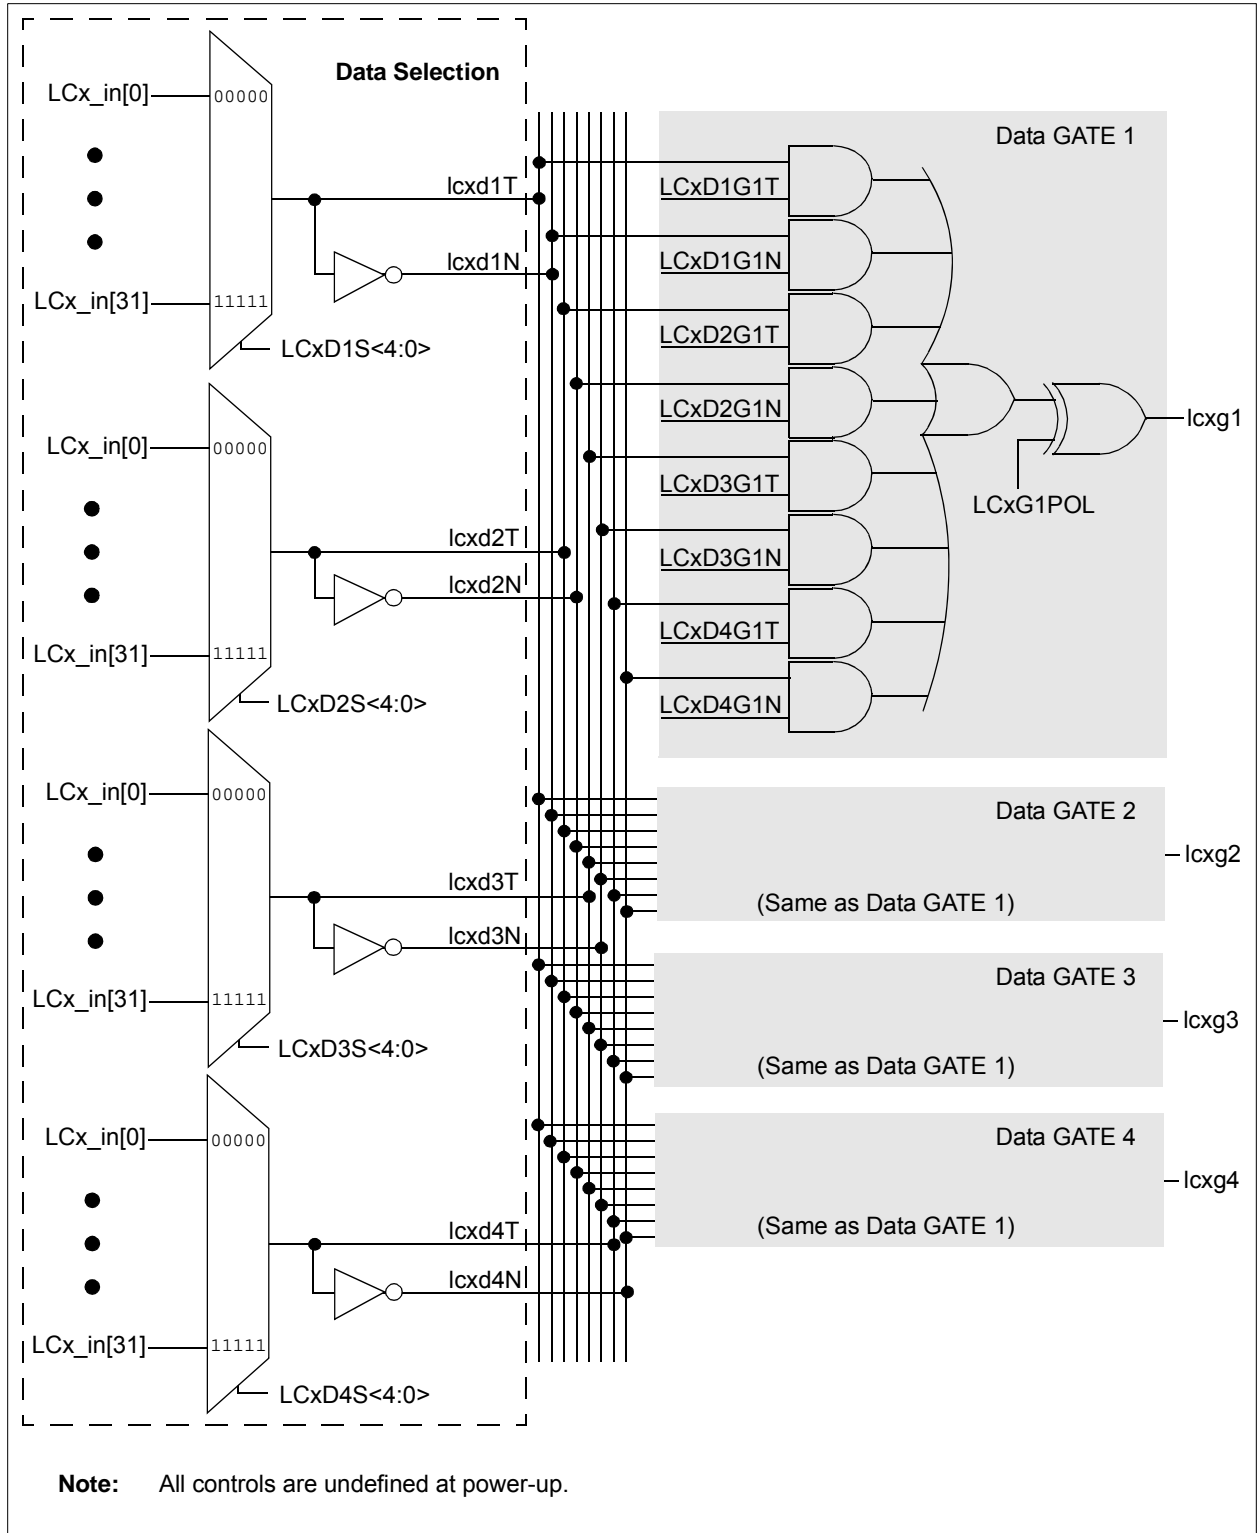 Data Selection
LCx_in[0]
00000
lcxd1T
lcxd1N
LCx_in[31]
11111
LCxD1S<4:0>
LCx_in[0]
00000
lcxd2T
lcxd2N
LCx_in[31]
11111
LCxD2S<4:0>
LCx_in[0]
00000
lcxd3T
lcxd3N
LCx_in[31]
11111
LCxD3S<4:0>
LCx_in[0]
00000
lcxd4T
lcxd4N
LCx_in[31]
11111
LCxD4S<4:0>
Data GATE 1
LCxD1G1T
LCxD1G1N
LCxD2G1T
LCxD2G1N
LCxD3G1T
LCxD3G1N
LCxD4G1T
LCxD4G1N
LCxG1POL
lcxg1
Data GATE 2
(Same as Data GATE 1)
lcxg2
Data GATE 3
(Same as Data GATE 1)
lcxg3
Data GATE 4
(Same as Data GATE 1)
lcxg4
Note: All controls are undefined at power-up.